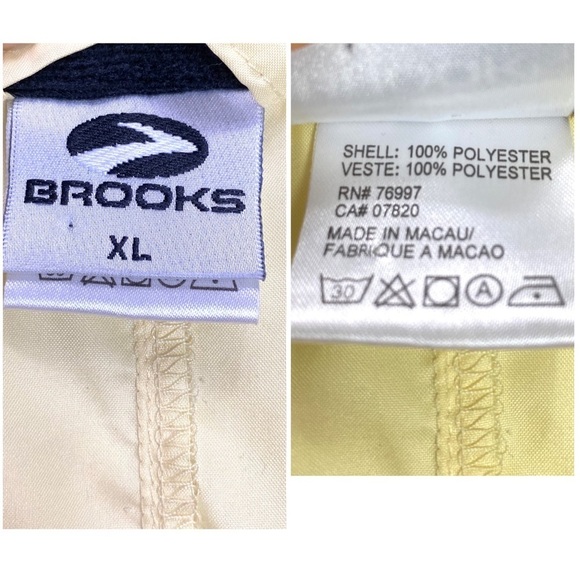 BROOKS
XL
SHELL: 100% POLYESTER
VESTE: 100% POLYESTER
RN# 76997
CA# 07820
MADE IN MACAU/
FABRIQUE A MACAO
30 A